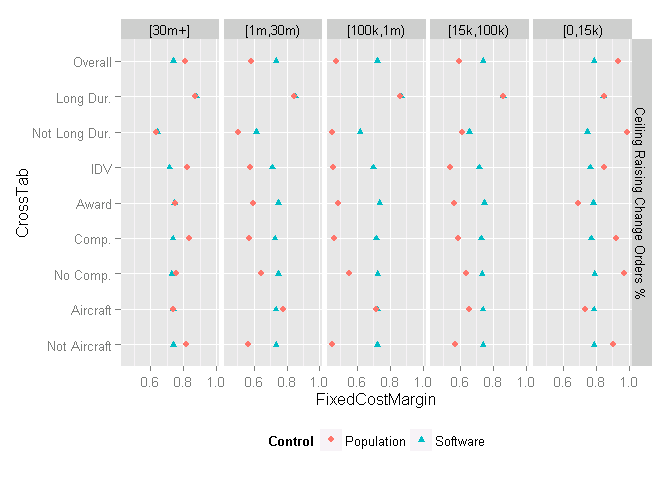 [30m+] [1m,30m) [100k,1m) [15k,100k) [0,15k)
Overall
Long Dur.
Not Long Dur.
IDV
Award
Comp.
No Comp.
Aircraft
Not Aircraft
CrossTab
Ceiling Raising Change Orders %
0.6 0.8 1.0 0.6 0.8 1.0 0.6 0.8 1.0 0.6 0.8 1.0 0.6 0.8 1.0
FixedCostMargin
Control Population Software